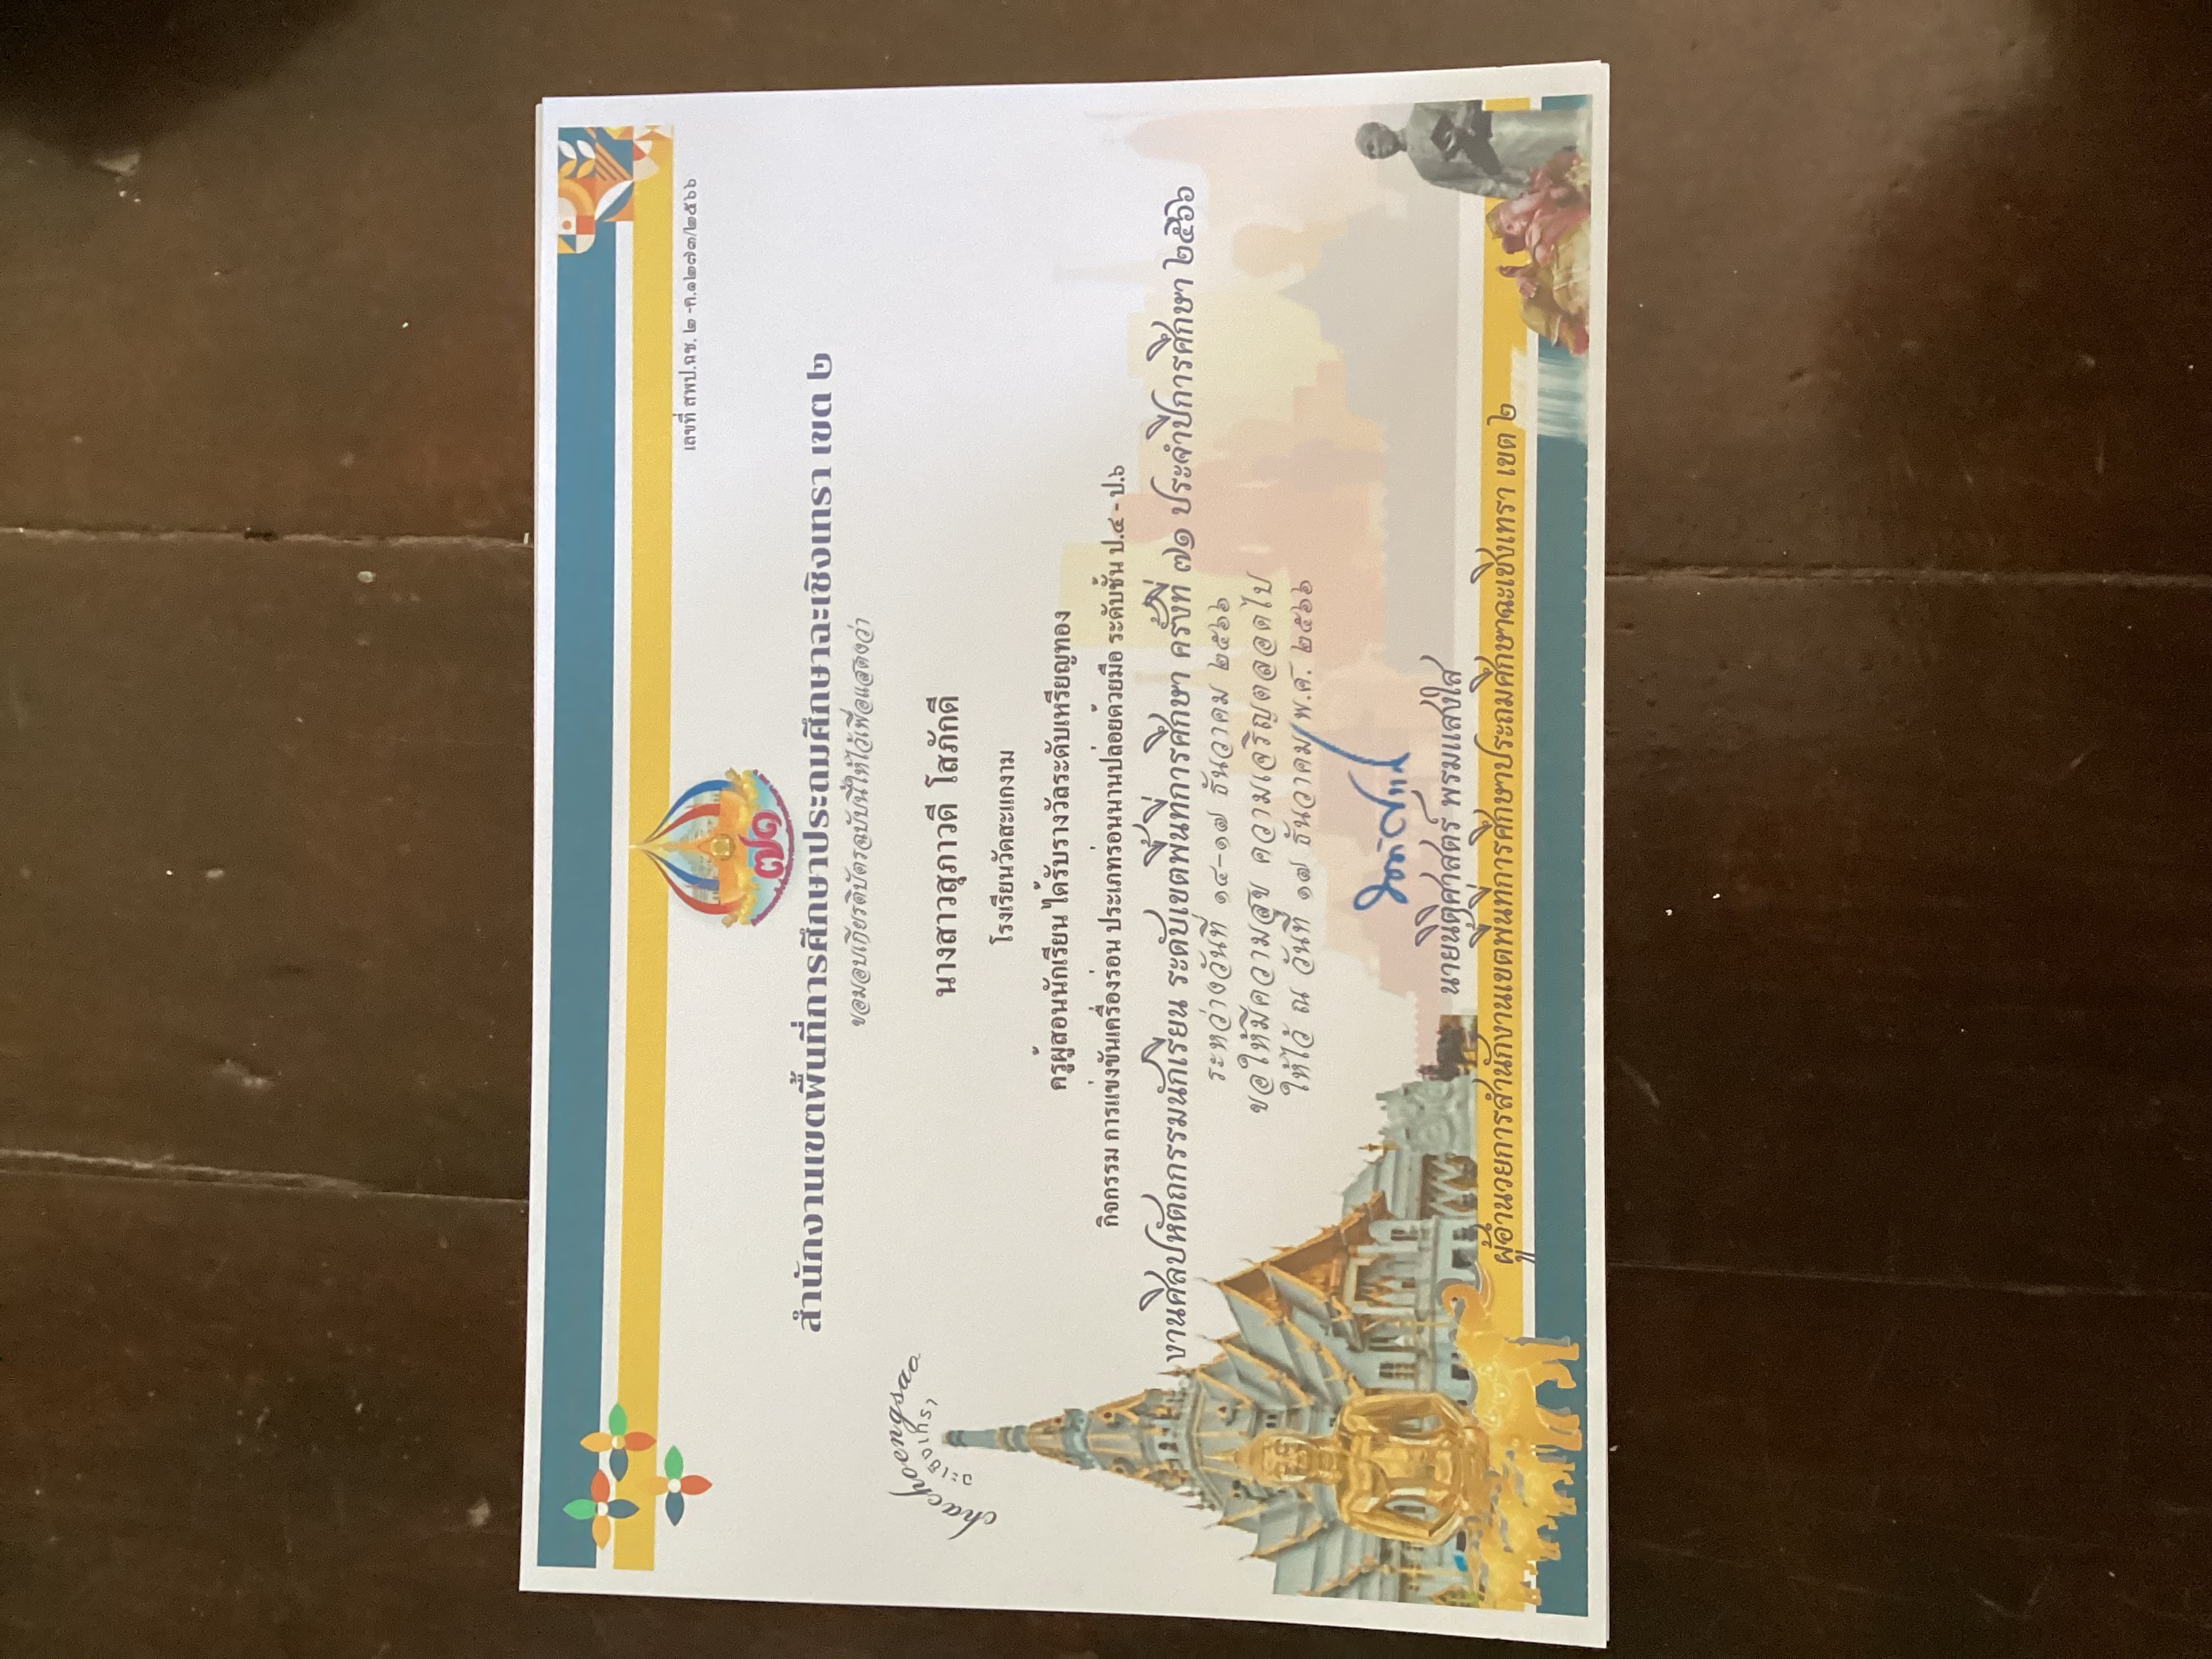 เลขที่ สพป.ฉช. ๒ -ค.๑๒๗๓/๒๕๖๖
๗๑
สำนักงานเขตพื้นที่การศึกษาประถมศึกษาฉะเชิงเทรา เขต ๒
ขอมอบเกียรติบัตรฉบับนี้ให้ไว้เพื่อแสดงว่า
chachoengsao
ฉะเชิงเทรา
นางสาวสุภาวดี โสภักดี
โรงเรียนวัดสะแกงาม
ครูผู้สอนนักเรียน ได้รับรางวัลระดับเหรียญทอง
กิจกรรม การแข่งขันเครื่องร่อน ประเภทร่อนนานปล่อยด้วยมือ ระดับชั้น ป.๔ - ป.๖
งานศิลปหัตถกรรมนักเรียน ระดับเขตพื้นที่การศึกษา ครั้งที่ ๗๑ ประจำปีการศึกษา ๒๕๖๖
ระหว่างวันที่ ๑๔-๑๗ ธันวาคม ๒๕๖๖
ขอให้มีความสุข ความเจริญตลอดไป
ให้ไว้ ณ วันที่ ๑๗ ธันวาคม พ.ศ. ๒๕๖๖
นายนิติศาสตร์ พรมแสงใส
ผู้อำนวยการสำนักงานเขตพื้นที่การศึกษาประถมศึกษาฉะเชิงเทรา เขต ๒